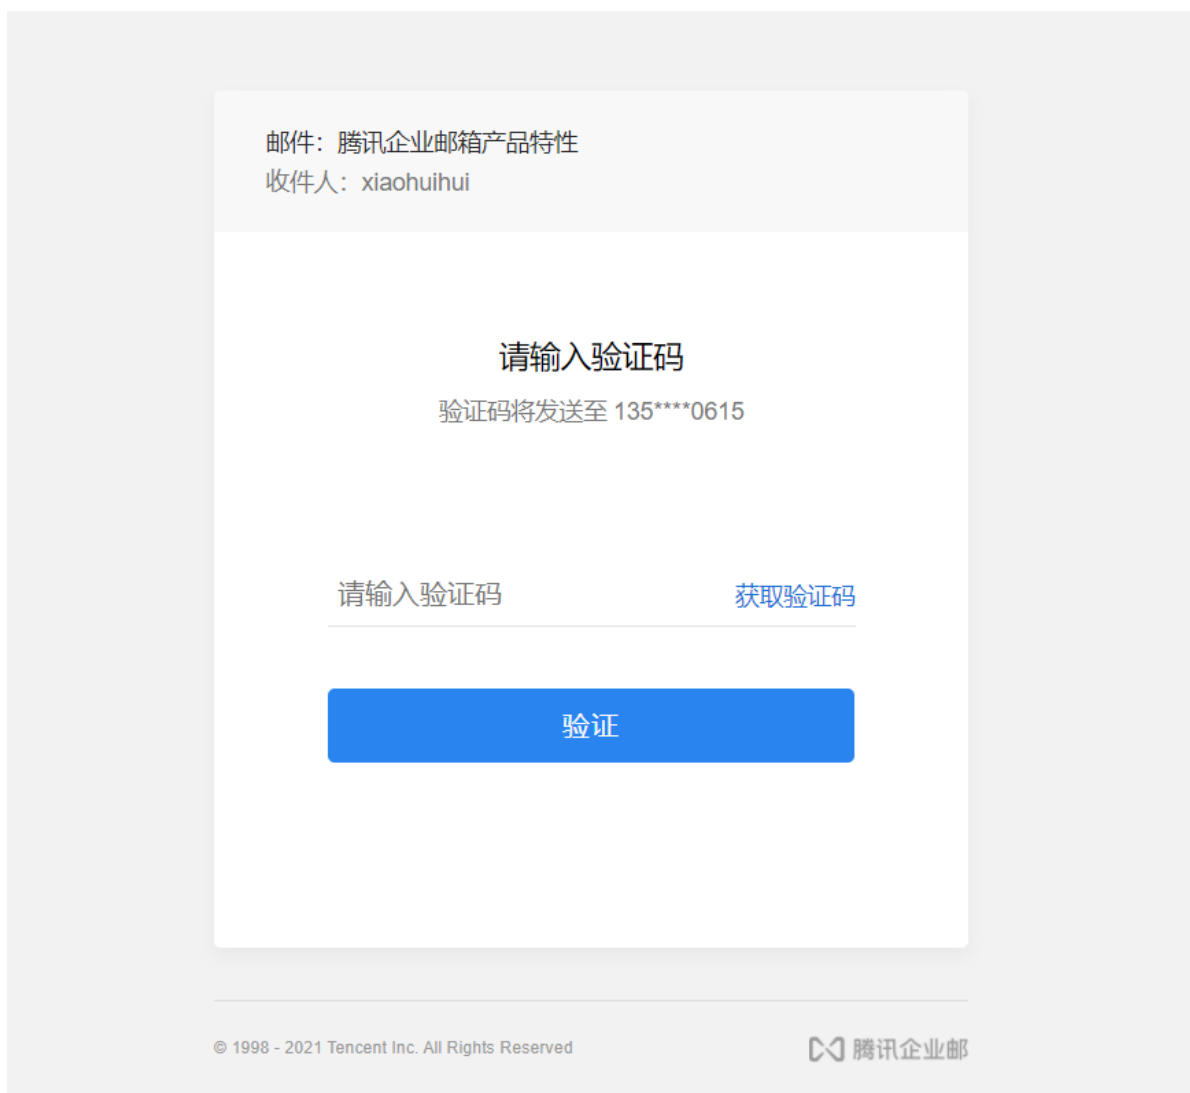 邮件：腾讯企业邮箱产品特性
收件人：xiaohuihui
请输入验证码
验证码将发送至 135****0615
请输入验证码 获取验证码
验证
© 1998 - 2021 Tencent Inc. All Rights Reserved 腾讯企业邮